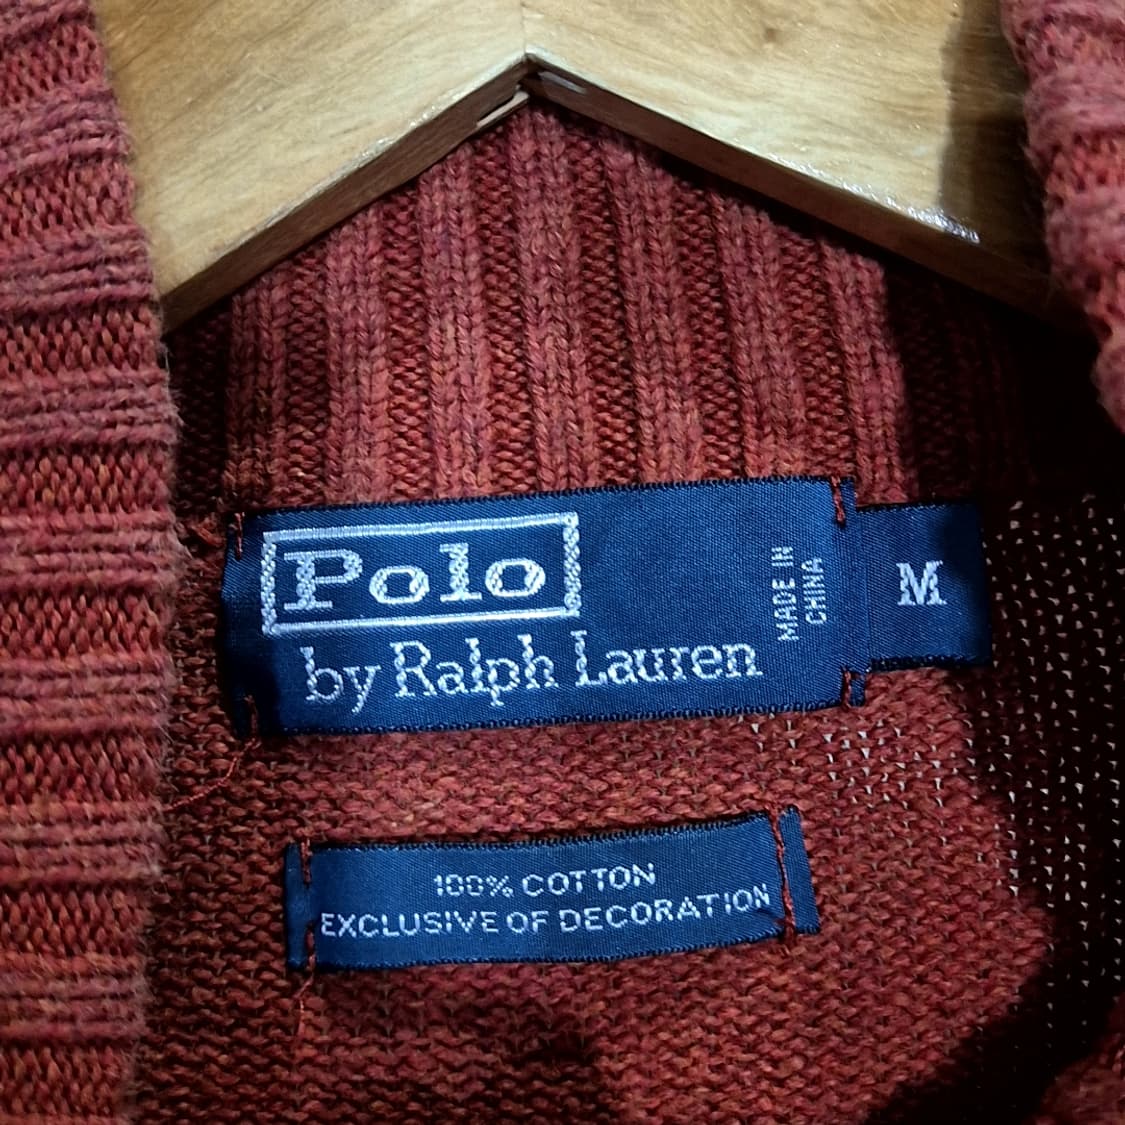 Polo
by Ralph Lauren
MADE IN
CHINA
M
100% COTTON
EXCLUSIVE OF DECORATION